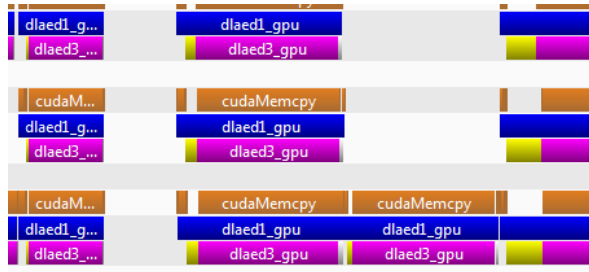 dlaed1_g... dlaed1_gpu
dlaed3_... dlaed3_gpu
cudaM... cudaMemcpy
dlaed1_g... dlaed1_gpu
dlaed3_... dlaed3_gpu
cudaM... cudaMemcpy cudaMemcpy
dlaed1_g... dlaed1_gpu dlaed1_gpu
dlaed3_... dlaed3_gpu dlaed3_gpu